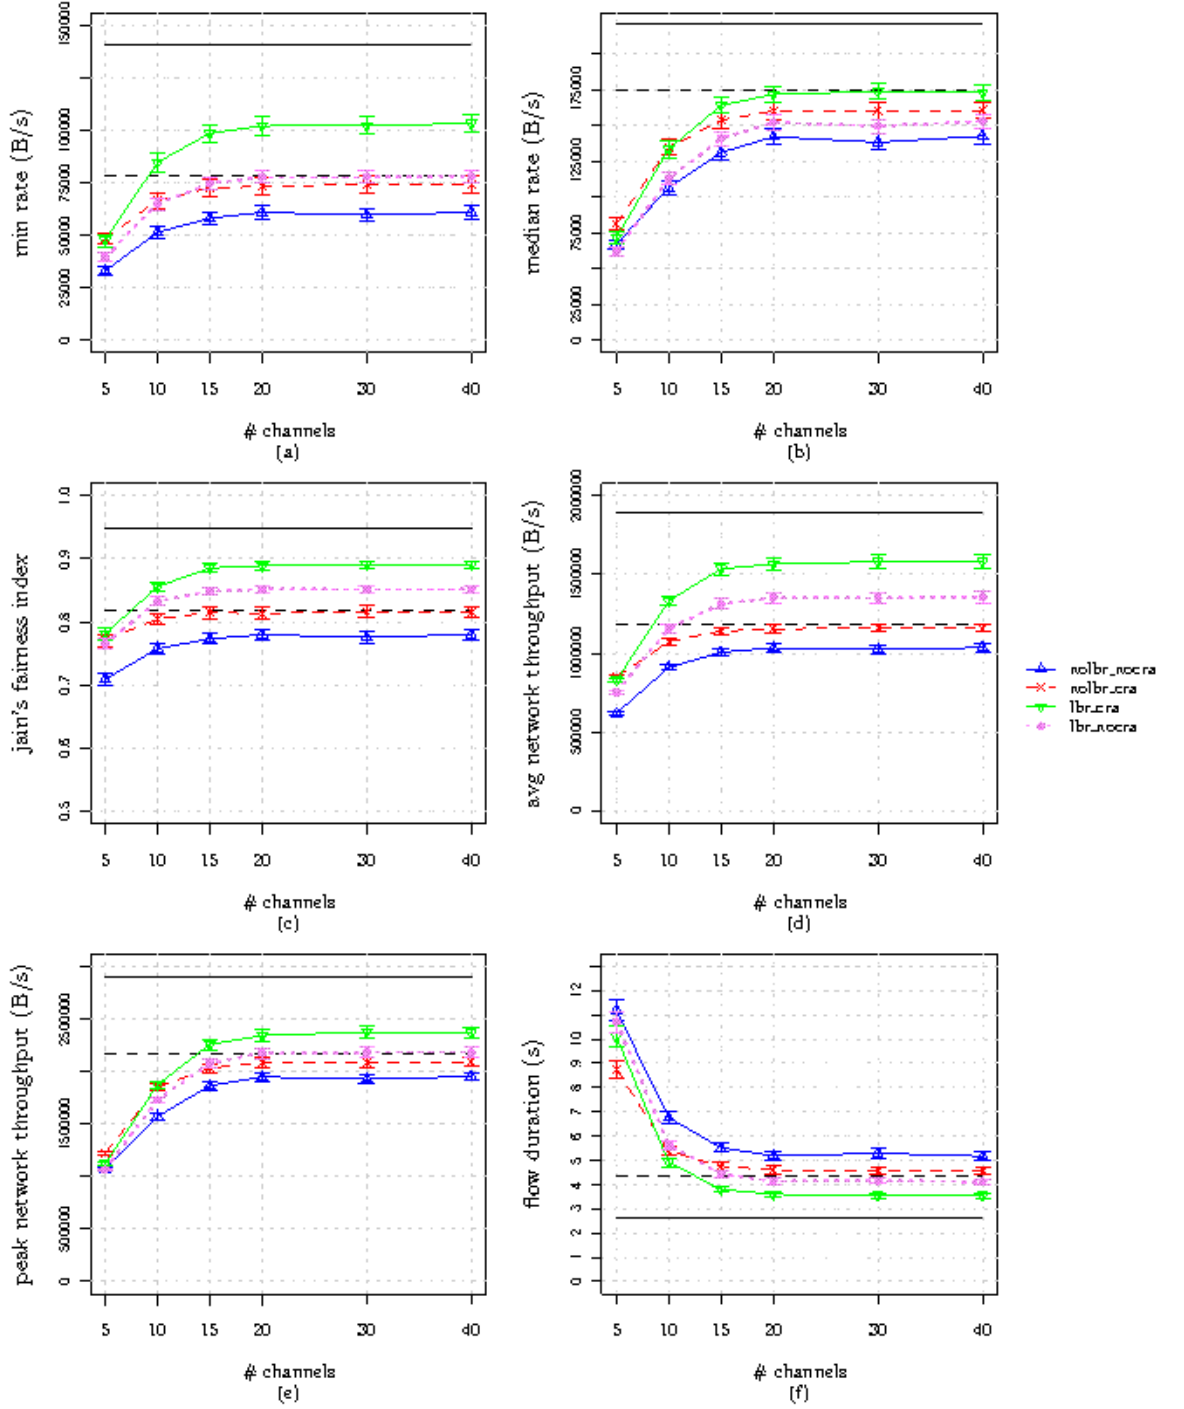 min rate (B/s)
0 25000 50000 75000 100000 150000
5 10 15 20 30 40
# channels
(a)
median rate (B/s)
0 25000 75000 125000 175000
5 10 15 20 30 40
# channels
(b)
jain's fairness index
0.5 0.6 0.7 0.8 0.9 1.0
5 10 15 20 30 40
# channels
(c)
avg network throughput (B/s)
0 500000 1000000 1500000 2000000
5 10 15 20 30 40
# channels
(d)
nolbr_nocra
nolbr_cra
lbr_cra
lbr_nocra
peak network throughput (B/s)
0 500000 1500000 2500000
5 10 15 20 30 40
# channels
(e)
flow duration (s)
0 1 2 3 4 5 6 7 8 9 10 12
5 10 15 20 30 40
# channels
(f)